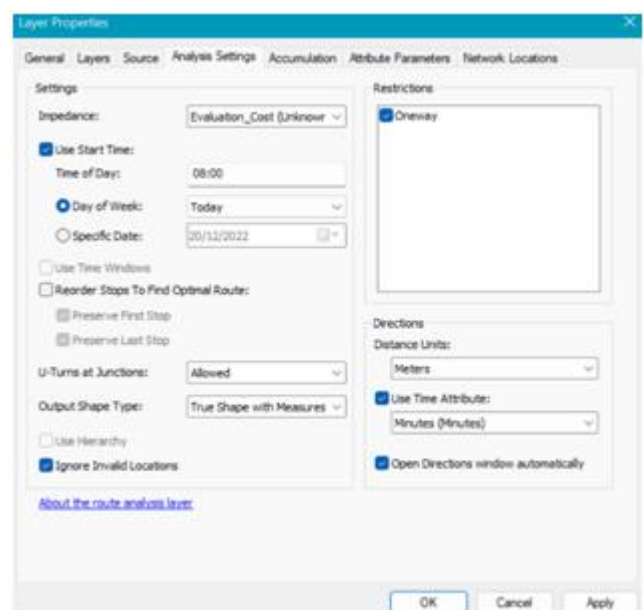 Layer Properties
General Layers Source Analysis Settings Accumulation Attribute Parameters Network Locations
Settings
Impedance: Evaluation_Cost (Unknowr
Use Start Time:
Time of Day: 08:00
Day of Week: Today
Specific Date: 20/12/2022
Use Time Windows
Reorder Stops To Find Optimal Route:
Preserve First Stop
Preserve Last Stop
U-Turns at Junctions: Allowed
Output Shape Type: True Shape with Measures
Use Hierarchy
Ignore Invalid Locations
About the route analysis layer
Restrictions
Oneway
Directions
Distance Units:
Meters
Use Time Attribute:
Minutes (Minutes)
Open Directions window automatically
OK Cancel Apply